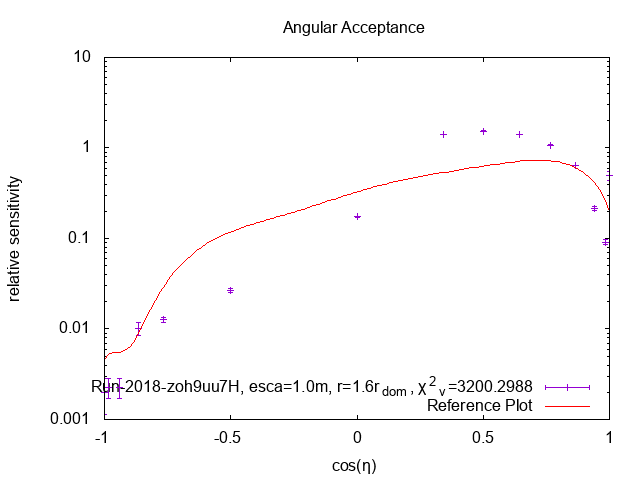 Angular Acceptance
10
1
0.1
0.01
0.001
relative sensitivity
Run-2018-zoh9uu7H, esca=1.0m, r=1.6r_dom, χ²_v=3200.2988
Reference Plot
-1 -0.5 0 0.5 1
cos(η)